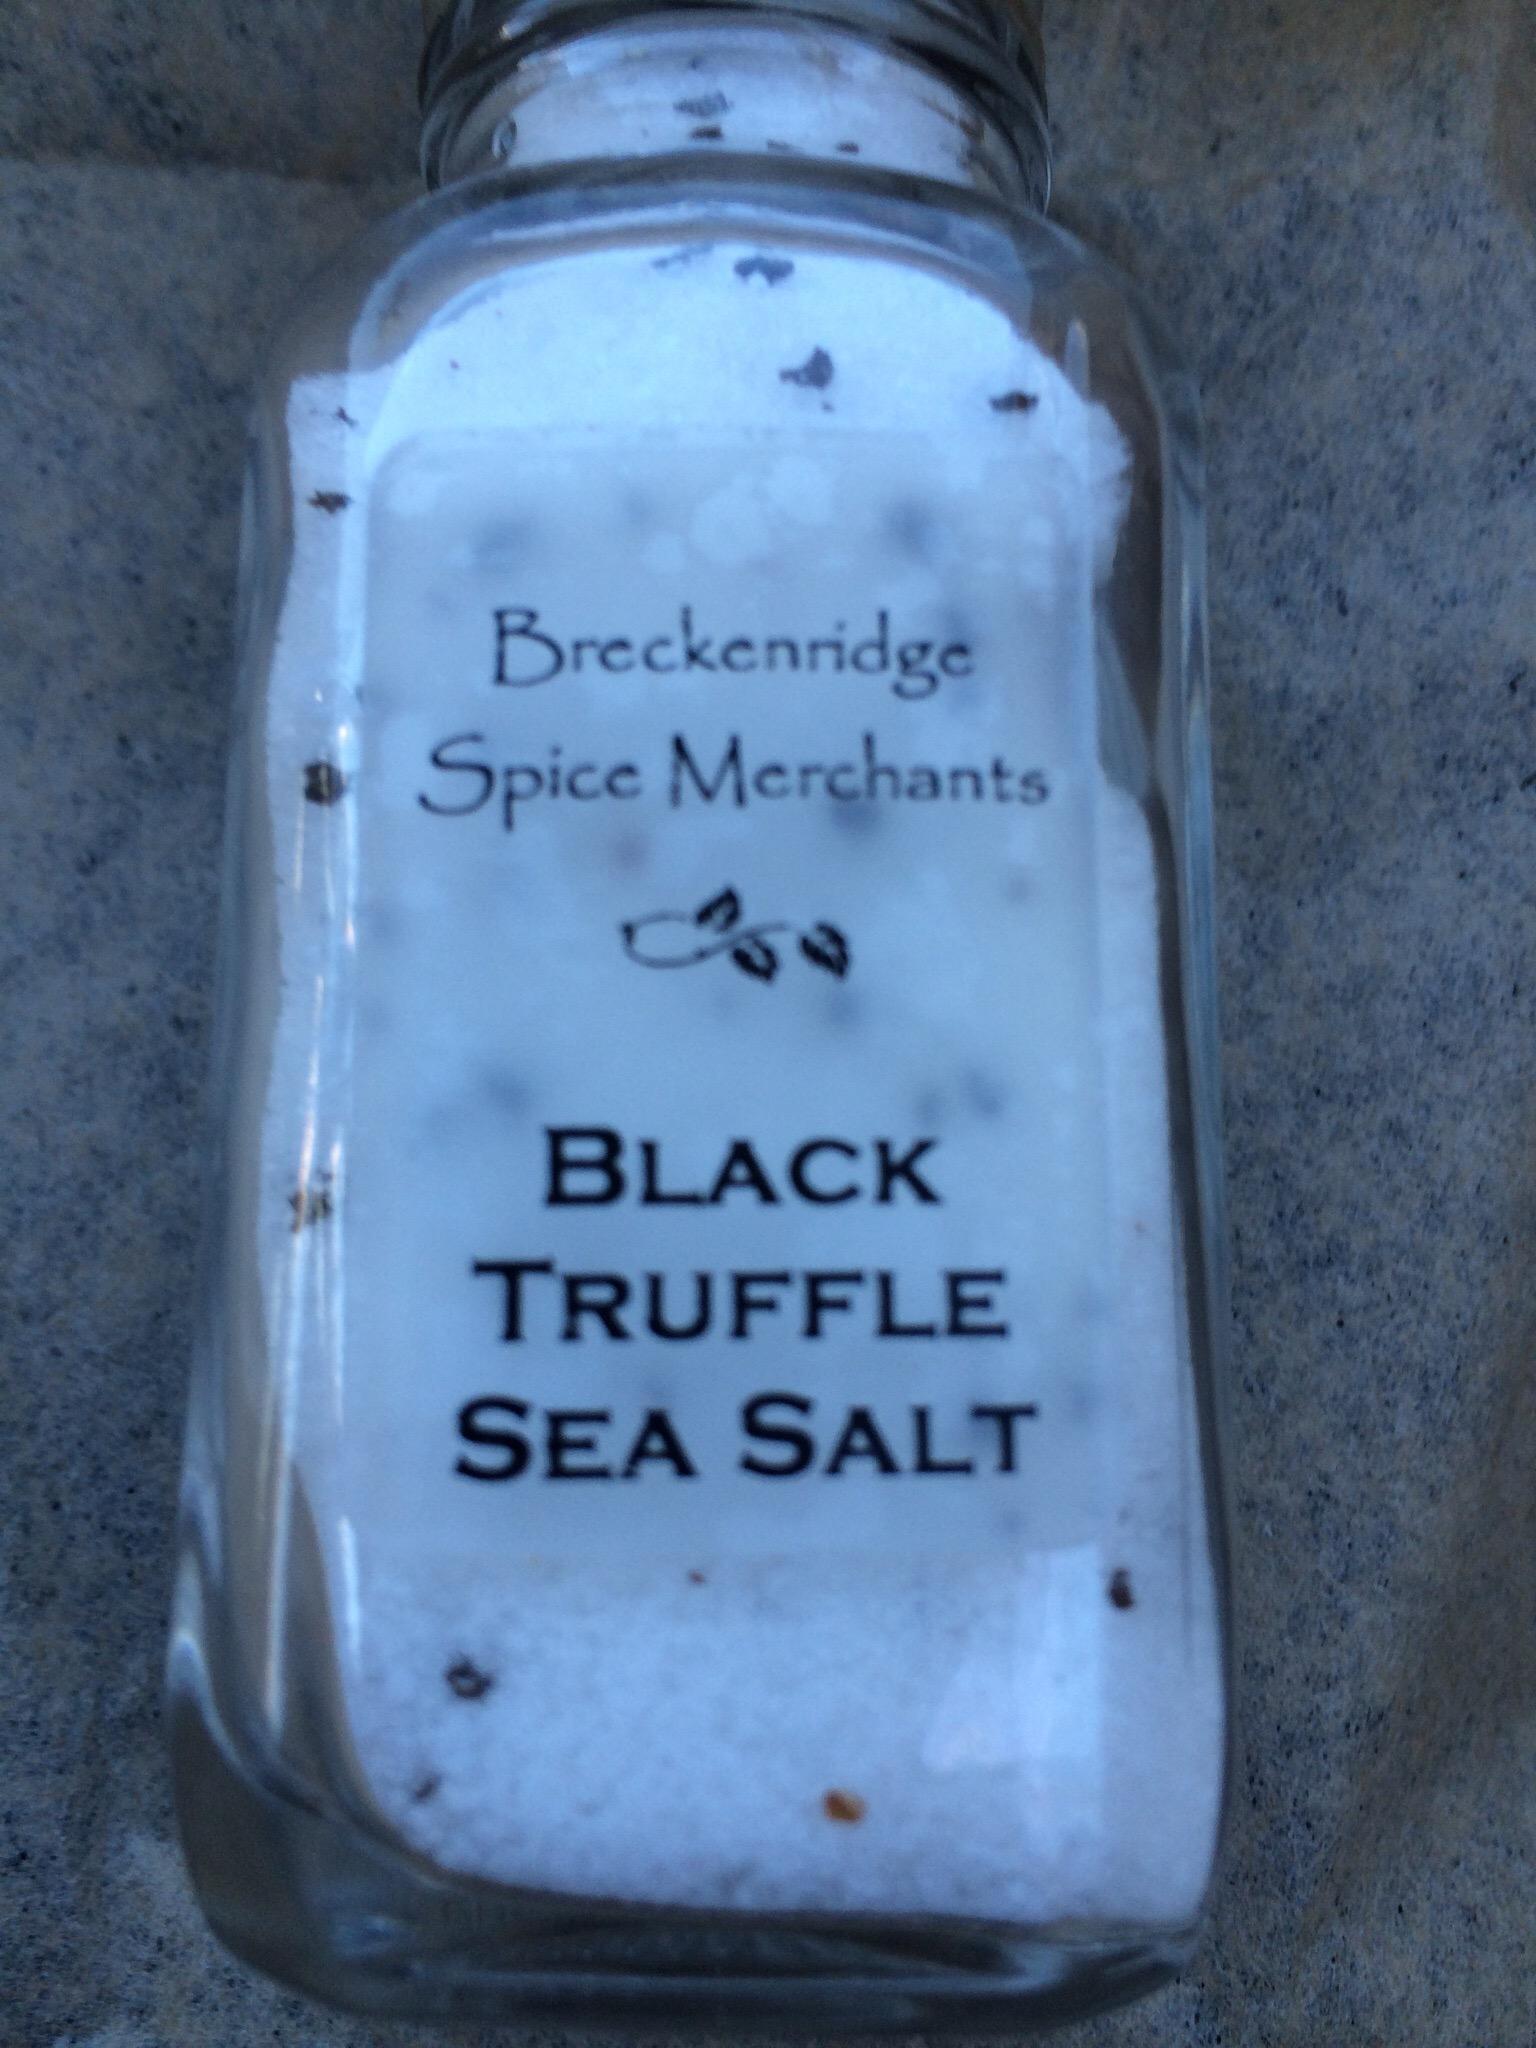 Breckenridge
Spice Merchants
BLACK
TRUFFLE
SEA SALT